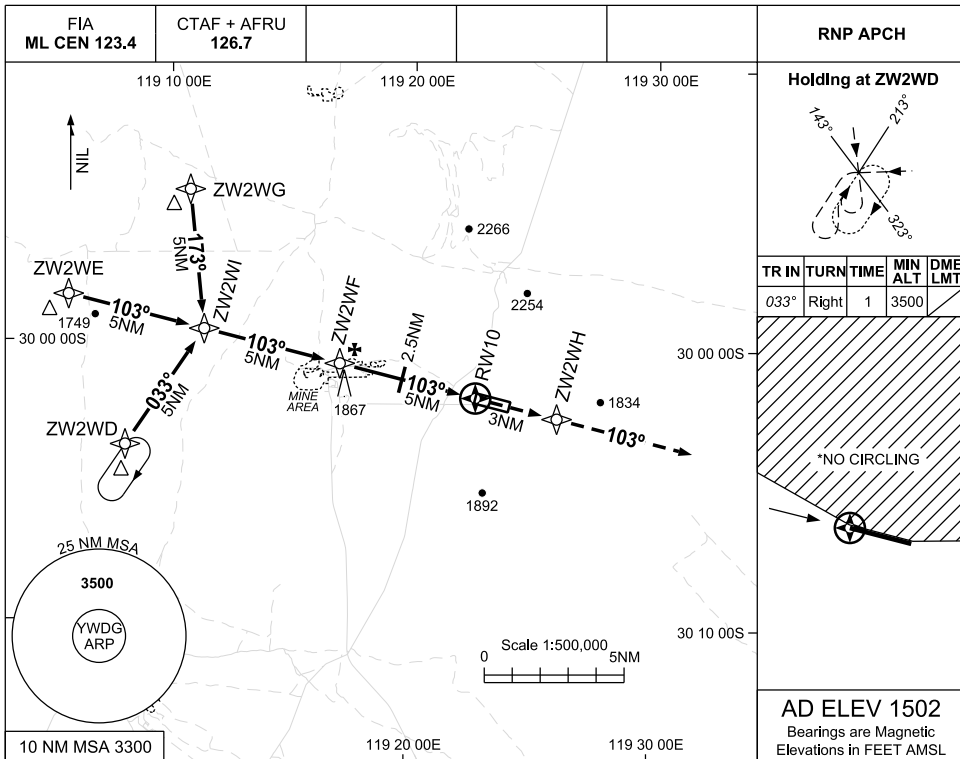 FIA
ML CEN 123.4
CTAF + AFRU
126.7
RNP APCH
119 10 00E
119 20 00E
119 30 00E
Holding at ZW2WD
143°
213°
323°
NIL
ZW2WG
2266
173°
5NM
ZW2WE
ZW2WI
ZW2WF
2254
TR IN
TURN
TIME
MIN
ALT
DME
LMT
033°
Right
1
3500
1749
103°
5NM
30 00 00S
103°
5NM
2.5NM
RW10
ZW2WH
30 00 00S
MINE
AREA
1867
103°
5NM
3NM
1834
103°
033°
5NM
ZW2WD
*NO CIRCLING
1892
25 NM MSA
3500
YWDG
ARP
30 10 00S
Scale 1:500,000
0
5NM
10 NM MSA 3300
119 20 00E
119 30 00E
AD ELEV 1502
Bearings are Magnetic
Elevations in FEET AMSL